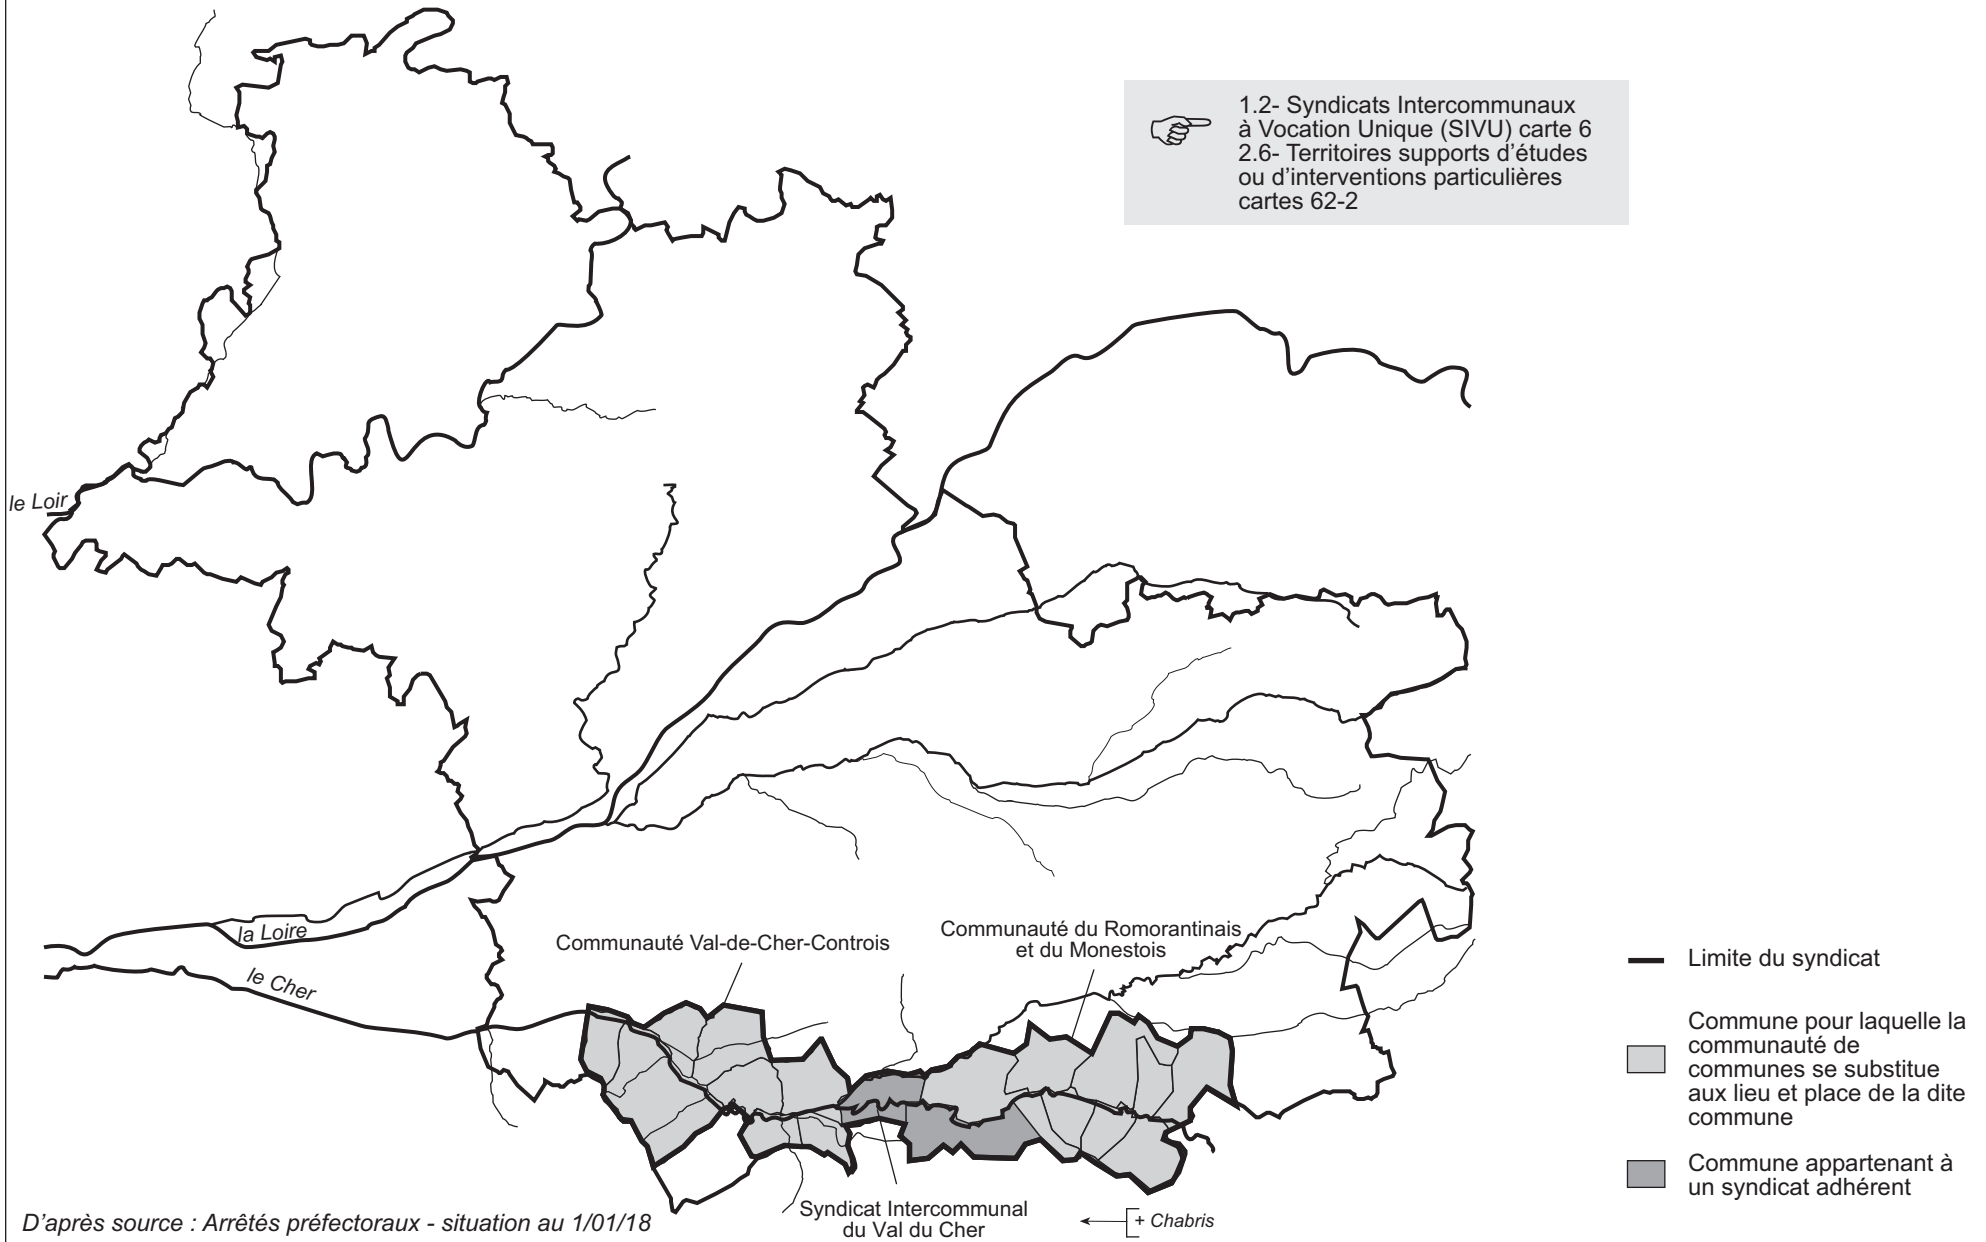 1.2- Syndicats Intercommunaux
à Vocation Unique (SIVU) carte 6
2.6- Territoires supports d'études
ou d'interventions particulières
cartes 62-2
le Loir
la Loire
le Cher
Communauté Val-de-Cher-Controis
Communauté du Romorantinais
et du Monestois
Limite du syndicat
Commune pour laquelle la
communauté de
communes se substitue
aux lieu et place de la dite
commune
Commune appartenant à
un syndicat adhérent
Syndicat Intercommunal
du Val du Cher
+ Chabris
D'après source : Arrêtés préfectoraux - situation au 1/01/18